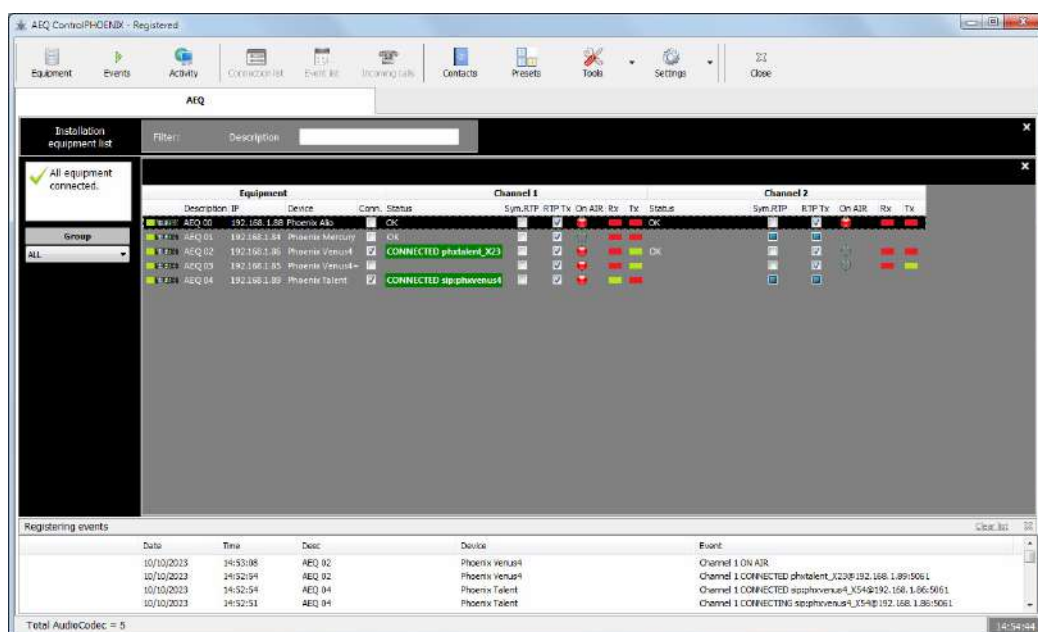 AEQ ControlPHOENIX - Registered
Equipment Events Activity Connection list Event list Incoming calls Contacts Presets Tools Settings Close
AEQ
Installation equipment list
Filter: Description
All equipment connected.
Group
ALL
Equipment Channel 1 Channel 2
Description IP Device Conn. Status Sym.RTP RTP Tx On AIR Rx Tx Status Sym.RTP RTP Tx On AIR Rx Tx
AEQ 00 192.168.1.88 Phoenix Alio OK OK
AEQ 01 192.168.1.84 Phoenix Mercury OK
AEQ 02 192.168.1.86 Phoenix Venus4 CONNECTED phxtalent_X23 OK
AEQ 03 192.168.1.85 Phoenix Venus4+
AEQ 04 192.168.1.89 Phoenix Talent CONNECTED sip:phxvenus4
Registering events Clear list
Date Time Desc Device Event
10/10/2023 14:53:08 AEQ 02 Phoenix Venus4 Channel 1 ON AIR
10/10/2023 14:52:54 AEQ 02 Phoenix Venus4 Channel 1 CONNECTED phxtalent_X23@192.168.1.89:5061
10/10/2023 14:52:54 AEQ 04 Phoenix Talent Channel 1 CONNECTED sip:phxvenus4_X54@192.168.1.86:5061
10/10/2023 14:52:51 AEQ 04 Phoenix Talent Channel 1 CONNECTING sip:phxvenus4_X54@192.168.1.86:5061
Total AudioCodec = 5 14:54:44